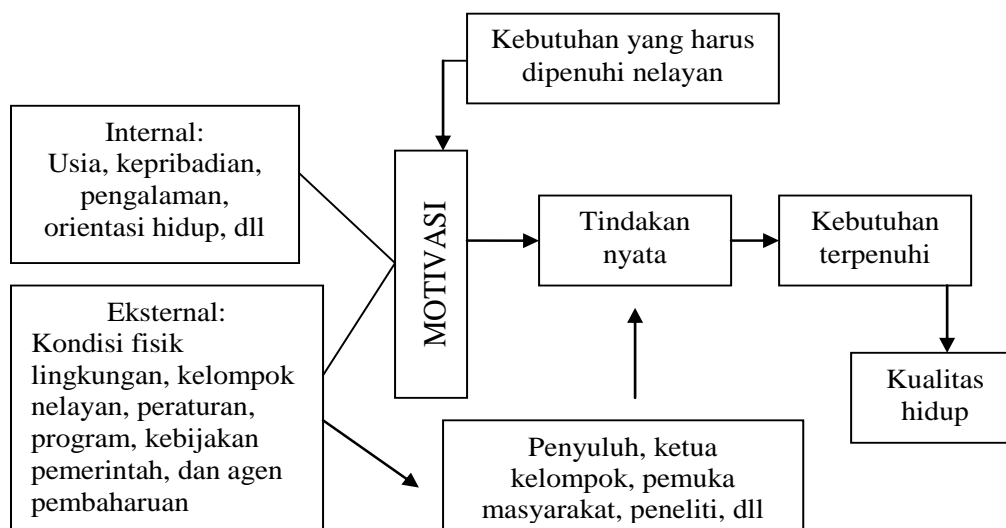 Kebutuhan yang harus
dipenuhi nelayan
Internal:
Usia, kepribadian,
pengalaman,
orientasi hidup, dll
MOTIVASI
Tindakan
nyata
Kebutuhan
terpenuhi
Eksternal:
Kondisi fisik
lingkungan, kelompok
nelayan, peraturan,
program, kebijakan
pemerintah, dan agen
pembaharuan
Kualitas
hidup
Penyuluh, ketua
kelompok, pemuka
masyarakat, peneliti, dll